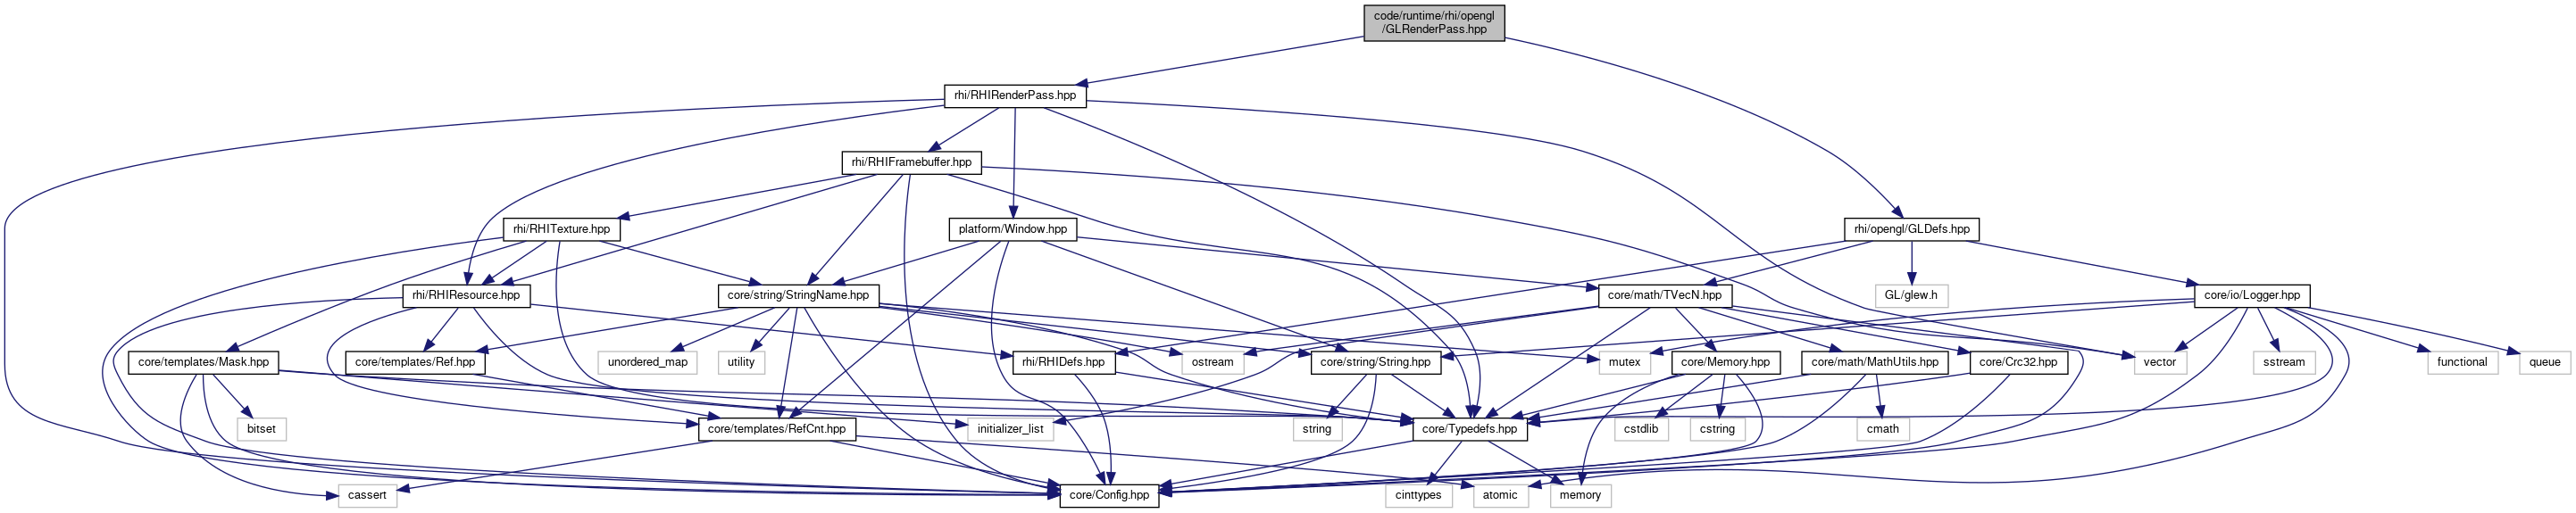 code/runtime/rhi/opengl
/GLRenderPass.hpp
rhi/RHIRenderPass.hpp
rhi/RHIFramebuffer.hpp
rhi/RHITexture.hpp
platform/Window.hpp
rhi/opengl/GLDefs.hpp
rhi/RHIResource.hpp
core/string/StringName.hpp
core/math/TVecN.hpp
GL/glew.h
core/io/Logger.hpp
core/templates/Mask.hpp
core/templates/Ref.hpp
unordered_map
utility
rhi/RHIDefs.hpp
ostream
core/string/String.hpp
mutex
core/Memory.hpp
core/math/MathUtils.hpp
core/Crc32.hpp
vector
sstream
functional
queue
bitset
core/templates/RefCnt.hpp
initializer_list
string
core/Typedefs.hpp
cstdlib
cstring
cmath
cassert
core/Config.hpp
cinttypes
atomic
memory